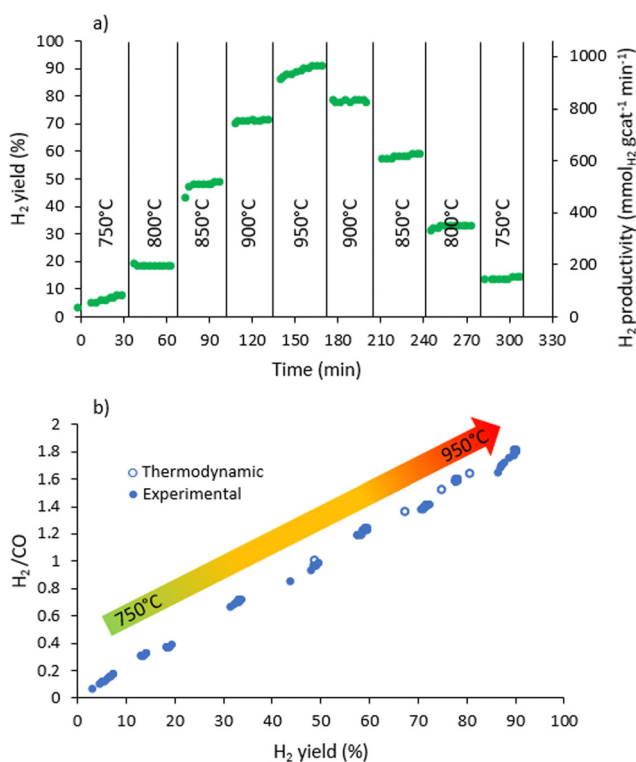 a)
100
90
80
70
60
50
40
30
20
10
0
H₂ yield (%)
1000
800
600
400
200
0
H₂ productivity (mmol_H2 gcat⁻¹ min⁻¹)
750°C
800°C
850°C
900°C
950°C
900°C
850°C
800°C
750°C
0 30 60 90 120 150 180 210 240 270 300 330
Time (min)
b)
2
1.8
1.6
1.4
1.2
1
0.8
0.6
0.4
0.2
0
H₂/CO
Thermodynamic
Experimental
950°C
750°C
0 10 20 30 40 50 60 70 80 90 100
H₂ yield (%)